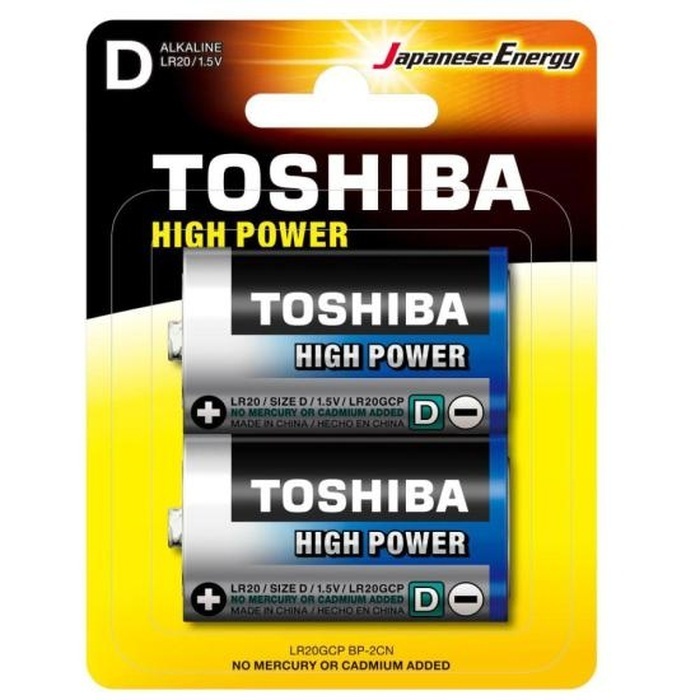 D
ALKALINE
LR20/1.5V
Japanese Energy
TOSHIBA
HIGH POWER
TOSHIBA
HIGH POWER
+
LR20 / SIZE D / 1.5V / LR20GCP
NO MERCURY OR CADMIUM ADDED
MADE IN CHINA / HECHO EN CHINA
D
−
TOSHIBA
HIGH POWER
+
LR20 / SIZE D / 1.5V / LR20GCP
NO MERCURY OR CADMIUM ADDED
MADE IN CHINA / HECHO EN CHINA
D
−
LR20GCP BP-2CN
NO MERCURY OR CADMIUM ADDED